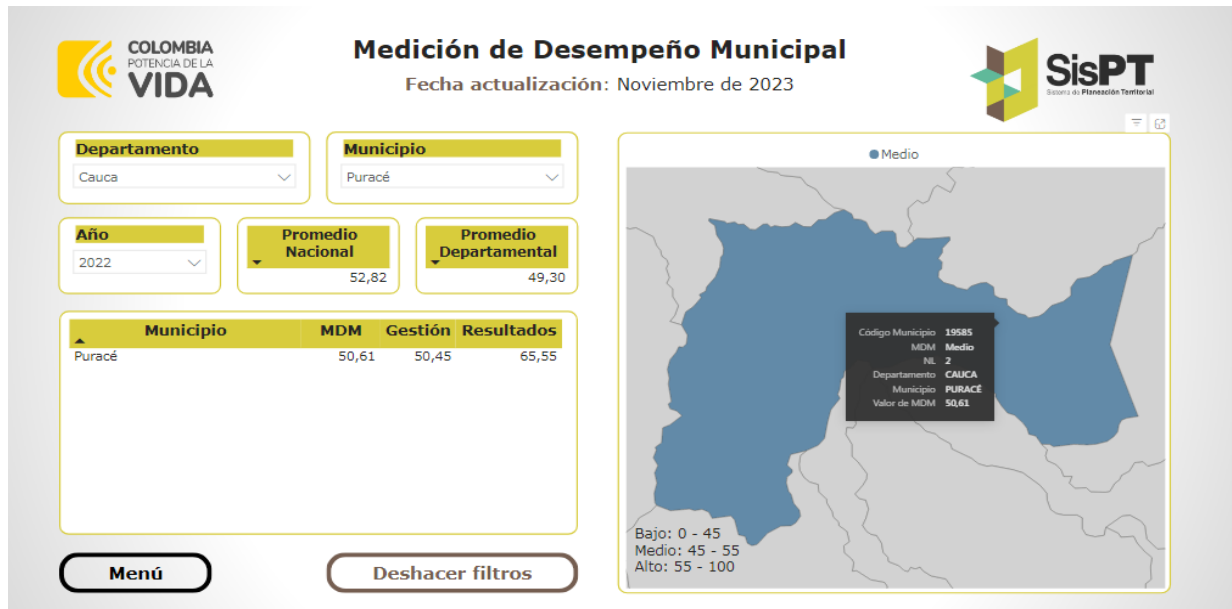 COLOMBIA
POTENCIA DE LA
VIDA
Medición de Desempeño Municipal
Fecha actualización: Noviembre de 2023
SisPT
Sistema de Planeación Territorial
Departamento
Cauca
Municipio
Puracé
Año
2022
Promedio
Nacional
52,82
Promedio
Departamental
49,30
Municipio MDM Gestión Resultados
Puracé 50,61 50,45 65,55
Menú
Deshacer filtros
Medio
Código Municipio 19585
MDM Medio
NL 2
Departamento CAUCA
Municipio PURACÉ
Valor de MDM 50,61
Bajo: 0 - 45
Medio: 45 - 55
Alto: 55 - 100